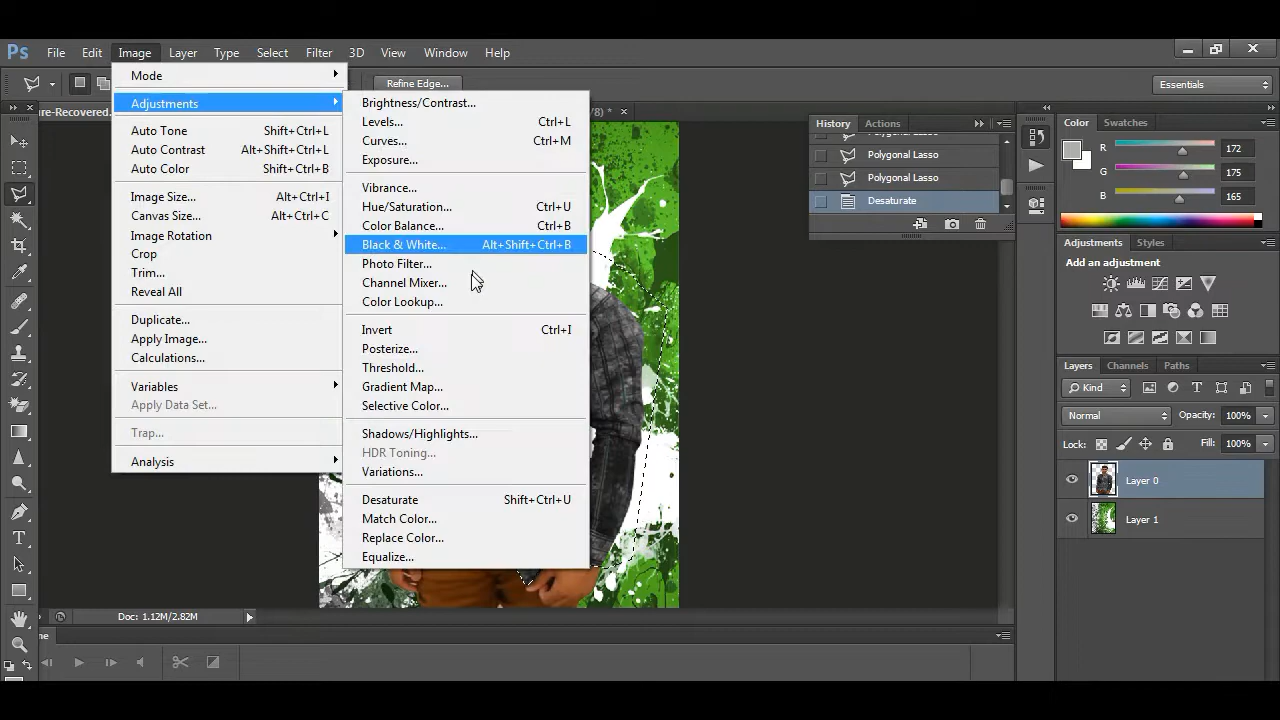 Ps File Edit Image Layer Type Select Filter 3D View Window Help
Refine Edge... Essentials
ure-Recovered. /8) * ×
Mode
Adjustments
Auto Tone Shift+Ctrl+L
Auto Contrast Alt+Shift+Ctrl+L
Auto Color Shift+Ctrl+B
Image Size... Alt+Ctrl+I
Canvas Size... Alt+Ctrl+C
Image Rotation
Crop
Trim...
Reveal All
Duplicate...
Apply Image...
Calculations...
Variables
Apply Data Set...
Trap...
Analysis
Brightness/Contrast...
Levels... Ctrl+L
Curves... Ctrl+M
Exposure...
Vibrance...
Hue/Saturation... Ctrl+U
Color Balance... Ctrl+B
Black & White... Alt+Shift+Ctrl+B
Photo Filter...
Channel Mixer...
Color Lookup...
Invert Ctrl+I
Posterize...
Threshold...
Gradient Map...
Selective Color...
Shadows/Highlights...
HDR Toning...
Variations...
Desaturate Shift+Ctrl+U
Match Color...
Replace Color...
Equalize...
History Actions
Polygonal Lasso
Polygonal Lasso
Polygonal Lasso
Desaturate
Color Swatches
R 172
G 175
B 165
Adjustments Styles
Add an adjustment
Layers Channels Paths
Kind
Normal Opacity: 100%
Lock: Fill: 100%
Layer 0
Layer 1
Doc: 1.12M/2.82M
ne